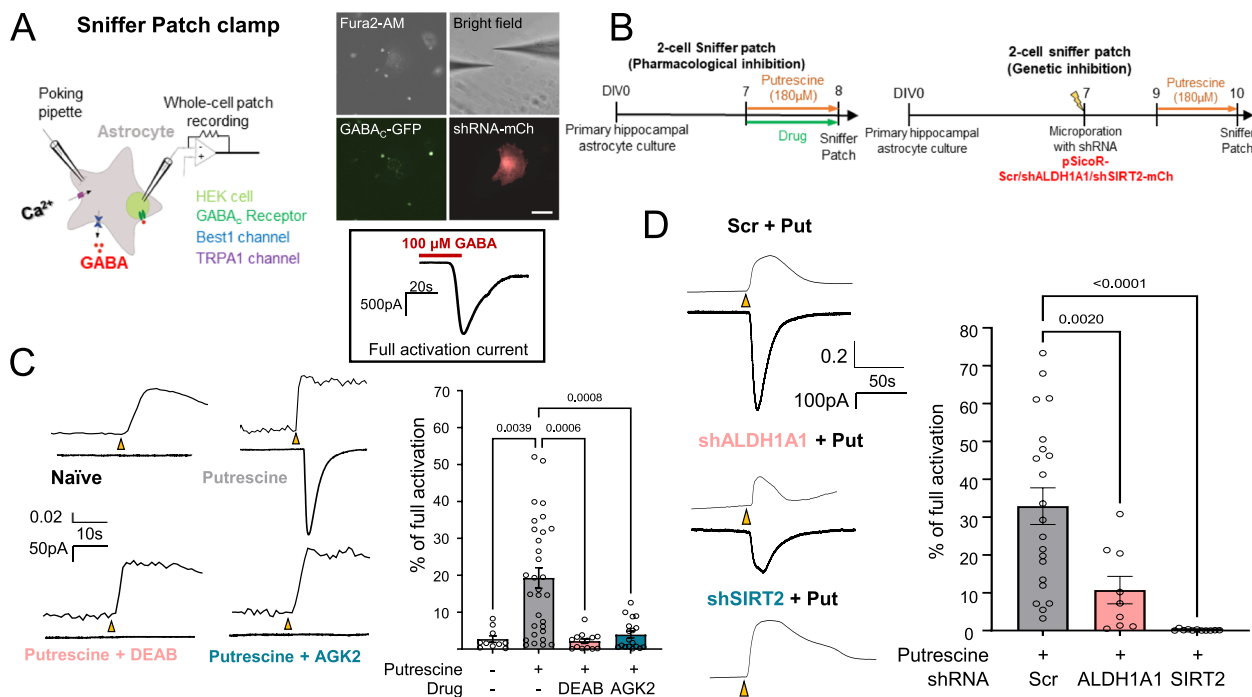 A
Sniffer Patch clamp
Poking
pipette
Astrocyte
Whole-cell patch
recording
Ca²⁺
GABA
HEK cell
GABA_C Receptor
Best1 channel
TRPA1 channel
Fura2-AM
Bright field
GABA_C-GFP
shRNA-mCh
100 µM GABA
20s
500pA
Full activation current
B
2-cell Sniffer patch
(Pharmacological inhibition)
DIV0
7
Putrescine
(180µM)
8
Drug
Primary hippocampal
astrocyte culture
Sniffer
Patch
2-cell sniffer patch
(Genetic inhibition)
DIV0
7
9
Putrescine
(180µM)
10
Primary hippocampal
astrocyte culture
Microporation
with shRNA
pSicoR-
Scr/shALDH1A1/shSIRT2-mCh
Sniffer
Patch
C
Naïve
Putrescine
0.02
10s
50pA
Putrescine + DEAB
Putrescine + AGK2
% of full activation
70
60
50
40
30
20
10
0
0.0008
0.0039
0.0006
Putrescine - + + +
Drug - - DEAB AGK2
D
Scr + Put
0.2
50s
100pA
shALDH1A1 + Put
shSIRT2 + Put
% of full activation
80
70
60
50
40
30
20
10
0
<0.0001
0.0020
Putrescine + + +
shRNA Scr ALDH1A1 SIRT2